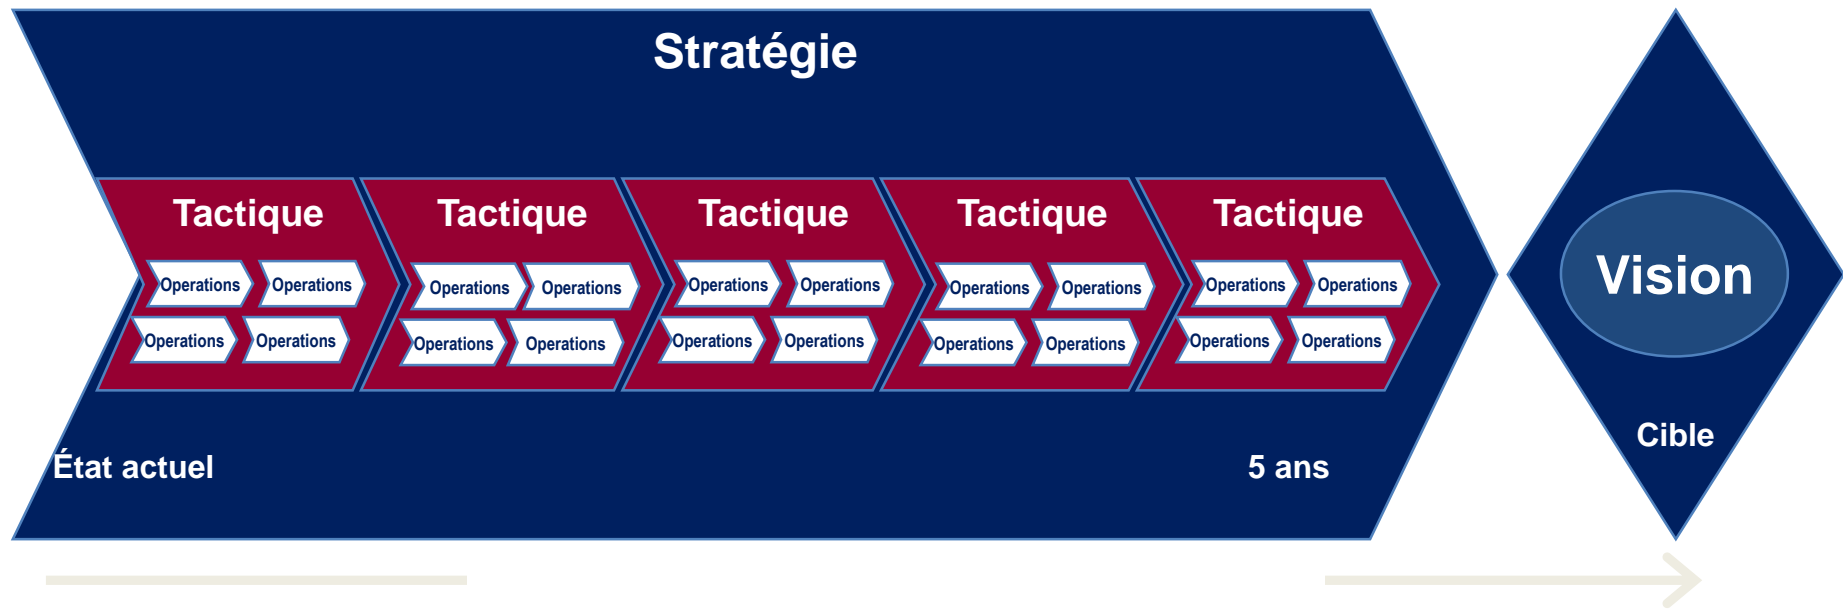 Stratégie
Tactique
Tactique
Tactique
Tactique
Tactique
Operations Operations
Operations Operations
Operations Operations
Operations Operations
Operations Operations
Operations Operations
Operations Operations
Operations Operations
Operations Operations
Operations Operations
État actuel
5 ans
Vision
Cible